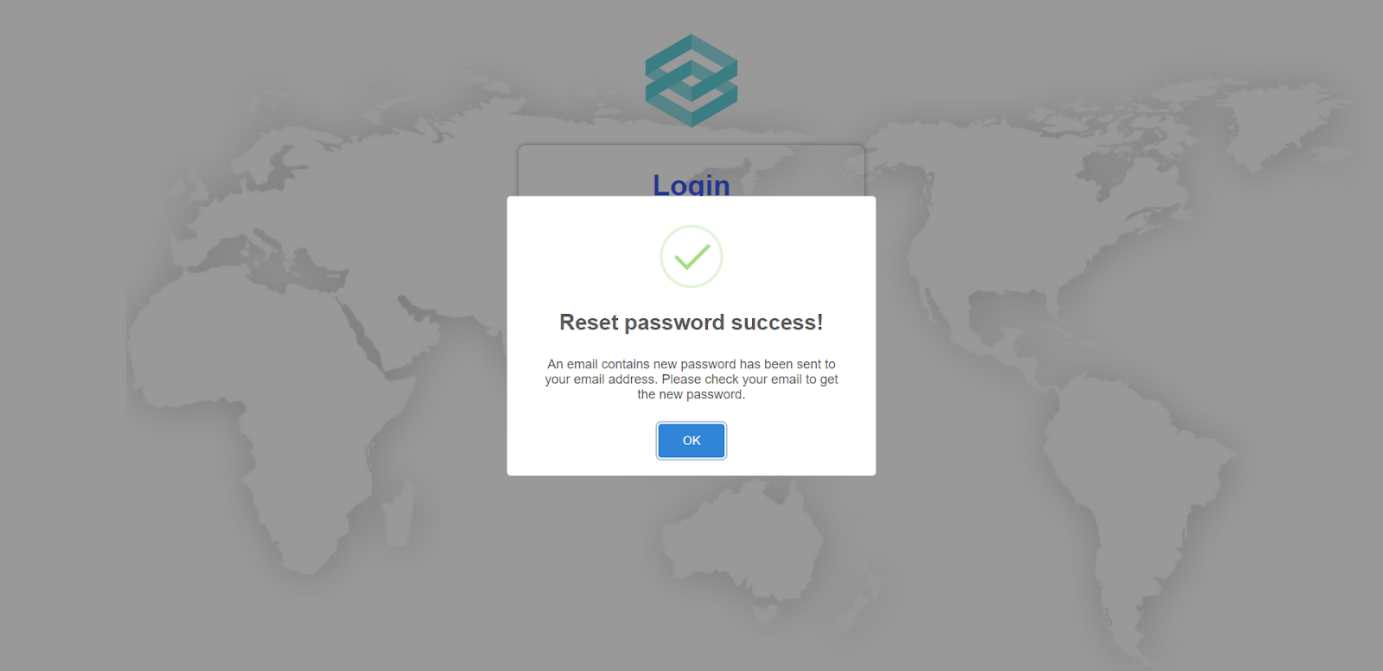 Login
Reset password success!
An email contains new password has been sent to
your email address. Please check your email to get
the new password.
OK